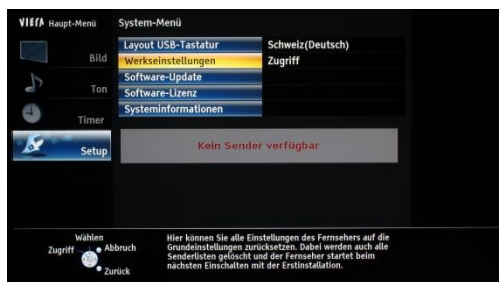 VIErA Haupt-Menü
System-Menü
Bild
Ton
Timer
Setup
Layout USB-Tastatur Schweiz(Deutsch)
Werkseinstellungen Zugriff
Software-Update
Software-Lizenz
Systeminformationen
Kein Sender verfügbar
Wählen
Zugriff Abbruch
Zurück
Hier können Sie alle Einstellungen des Fernsehers auf die
Grundeinstellungen zurücksetzen. Dabei werden auch alle
Senderlisten gelöscht und der Fernseher startet beim
nächsten Einschalten mit der Erstinstallation.